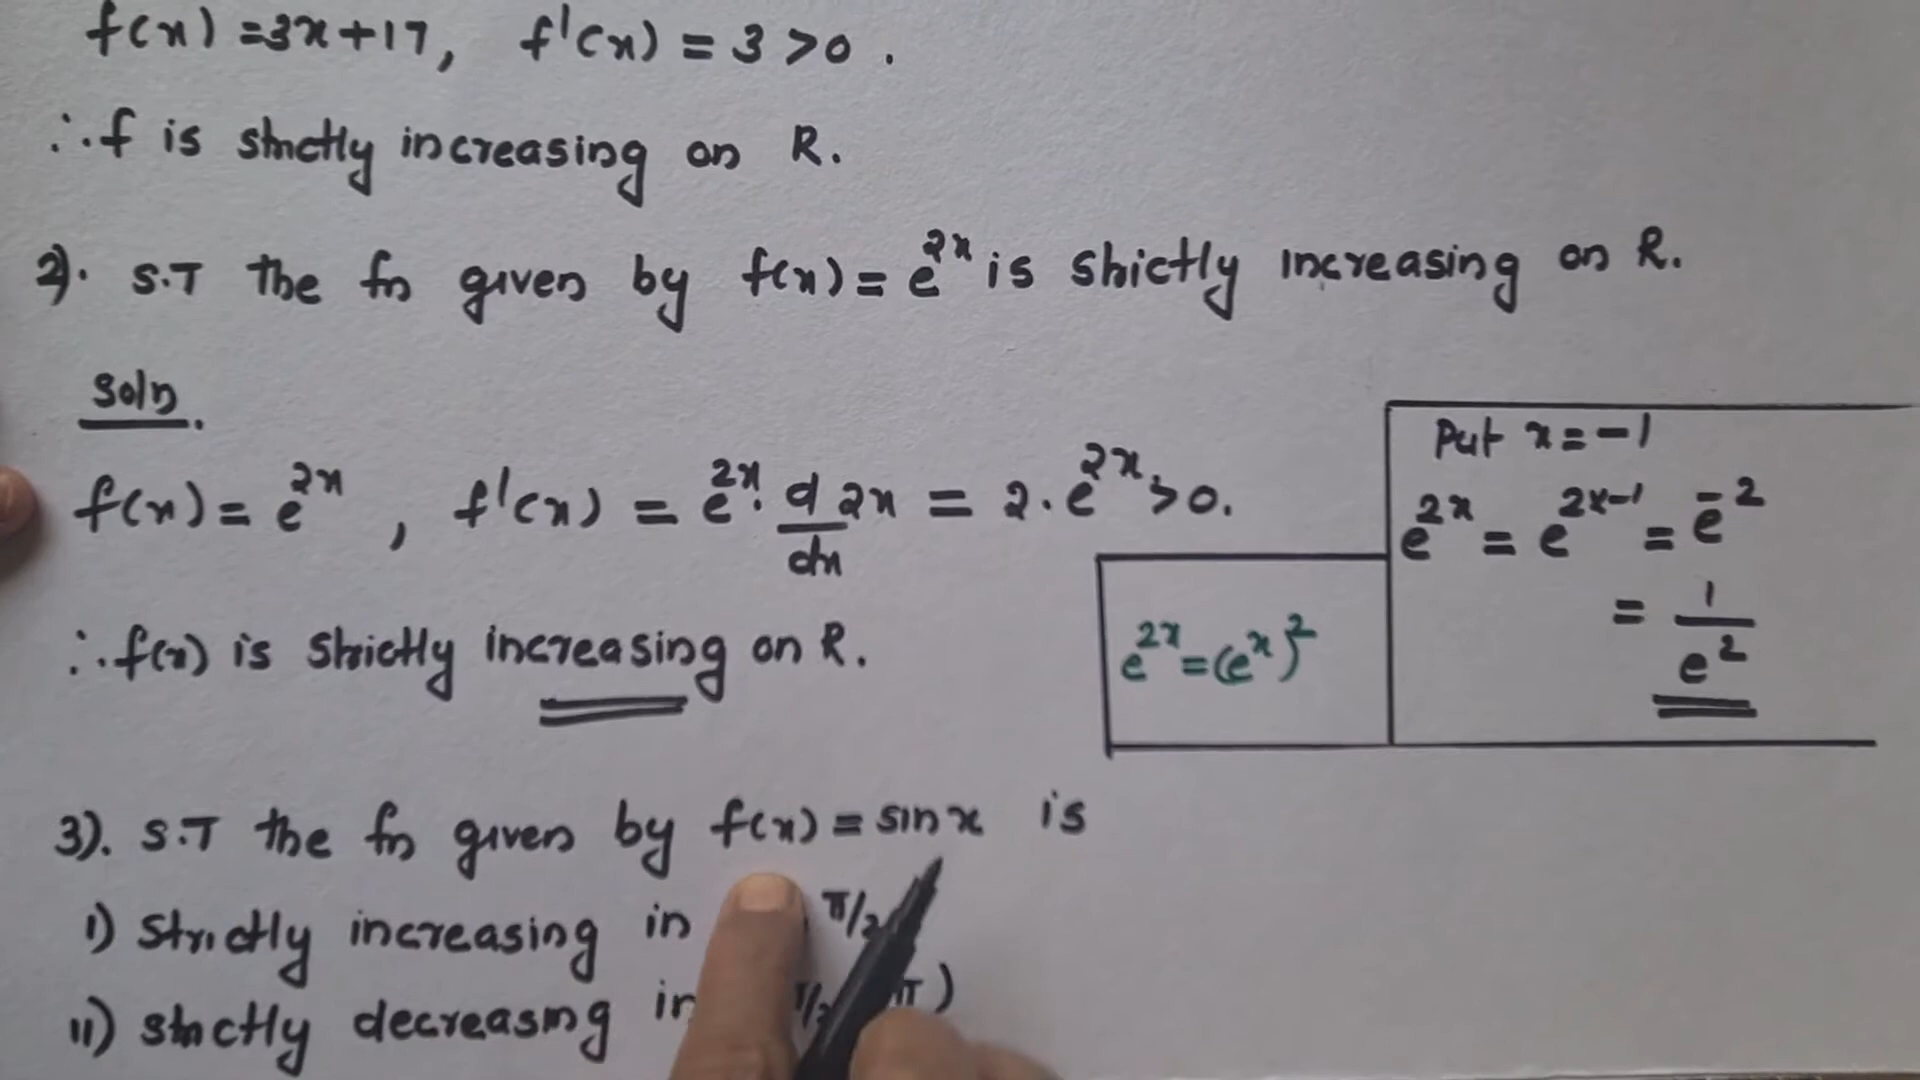 f(x) = 3x+17, f'(x) = 3 >0 .
∴ f is strictly increasing on R.
2). S.T the fn given by f(x) = e^2x is strictly increasing on R.
Soln.
f(x) = e^2x , f'(x) = e^2x . d/dx 2x = 2. e^2x >0.
∴ f(x) is strictly increasing on R.
Put x = -1
e^2x = e^2x-1 = e^-2
= 1/e^2
e^2x = (e^x)^2
3). S.T the fn given by f(x) = sin x is
i) strictly increasing in π/2
ii) strictly decreasing in π)